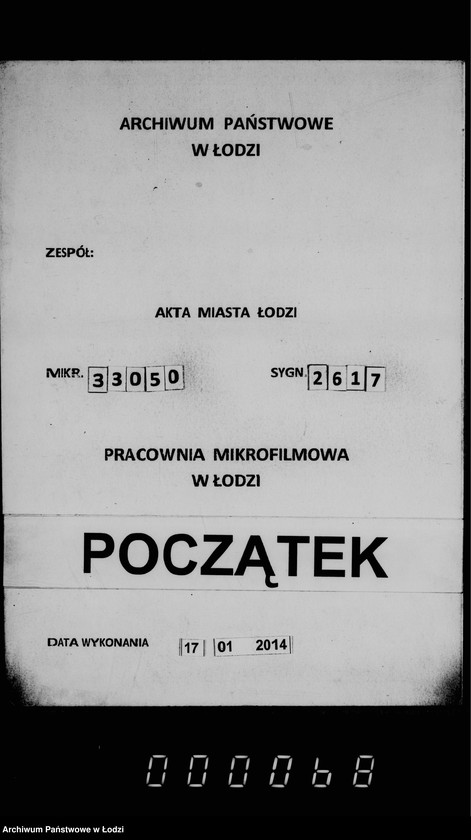 ARCHIWUM PAŃSTWOWE
W ŁODZI
ZESPÓŁ:
AKTA MIASTA ŁODZI
MIKR. 33050 SYGN. 2617
PRACOWNIA MIKROFILMOWA
W ŁODZI
POCZĄTEK
DATA WYKONANIA 17 01 2014
000068
Archiwum Państwowe w Łodzi